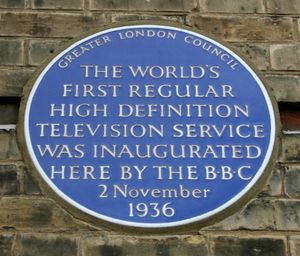 GREATER LONDON COUNCIL
THE WORLD'S
FIRST REGULAR
HIGH DEFINITION
TELEVISION SERVICE
WAS INAUGURATED
HERE BY THE B·B·C
2 November
1936